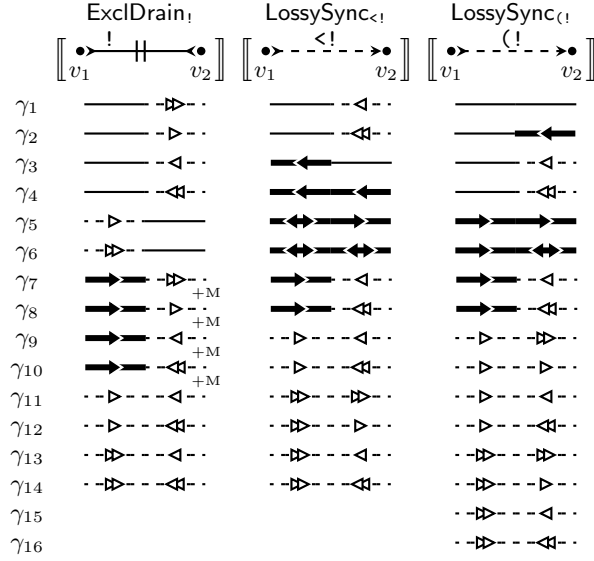 ExclDrain! LossySync<! LossySync(!
! <! (!
v1 v2 v1 v2 v1 v2
γ1
γ2
γ3
γ4
γ5
γ6
γ7
+M
γ8
+M
γ9
+M
γ10
+M
γ11
γ12
γ13
γ14
γ15
γ16